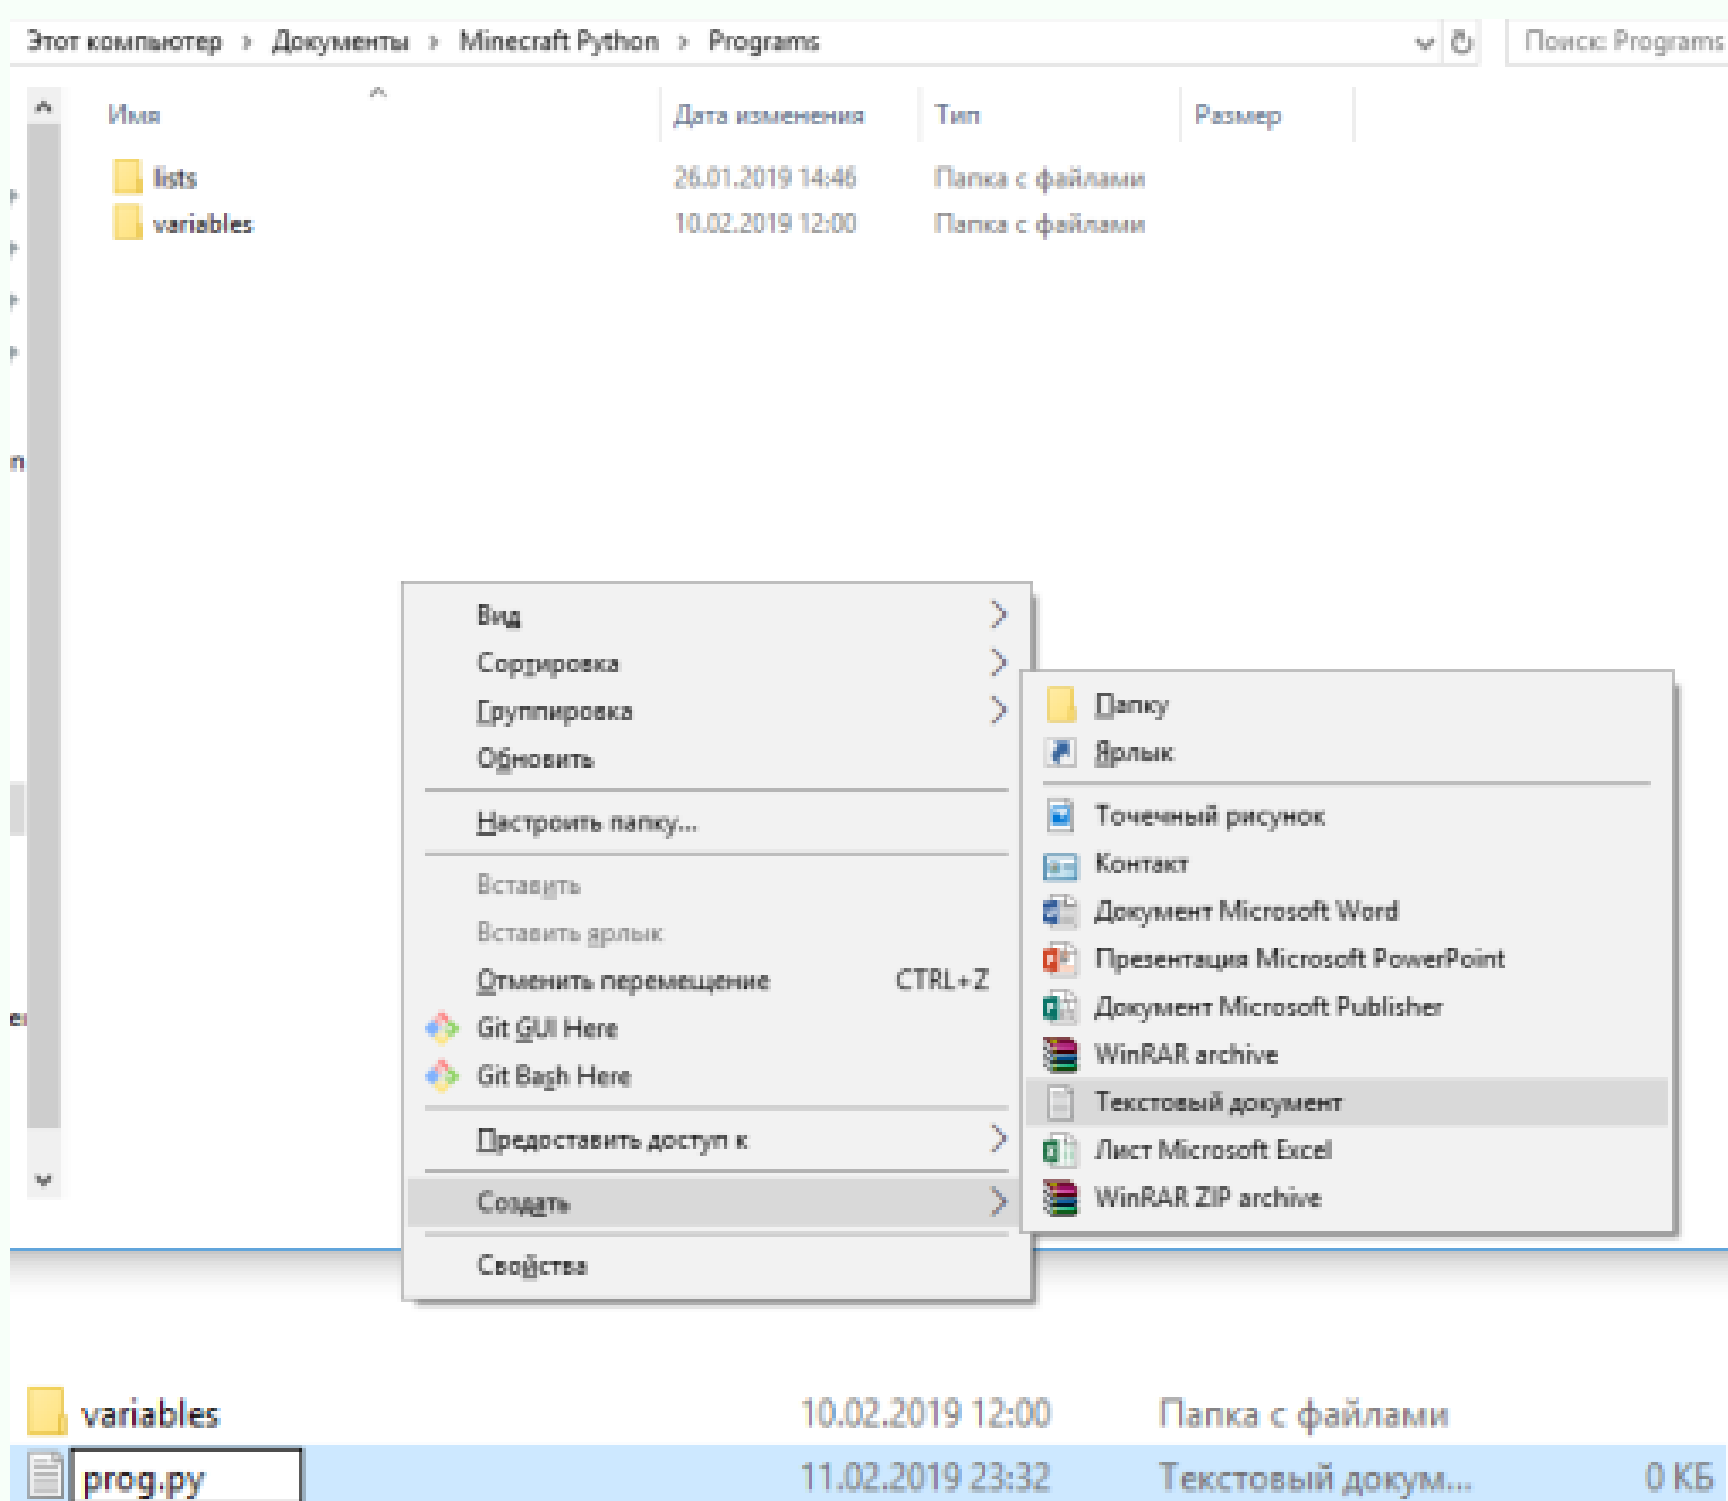 Этот компьютер > Документы > Minecraft Python > Programs
Поиск: Programs
Имя Дата изменения Тип Размер
lists 26.01.2019 14:46 Папка с файлами
variables 10.02.2019 12:00 Папка с файлами
Вид
Сортировка
Группировка
Обновить
Настроить папку...
Вставить
Вставить ярлык
Отменить перемещение CTRL+Z
Git GUI Here
Git Bash Here
Предоставить доступ к
Создать
Свойства
Папку
Ярлык
Точечный рисунок
Контакт
Документ Microsoft Word
Презентация Microsoft PowerPoint
Документ Microsoft Publisher
WinRAR archive
Текстовый документ
Лист Microsoft Excel
WinRAR ZIP archive
variables 10.02.2019 12:00 Папка с файлами
prog.py 11.02.2019 23:32 Текстовый докум... 0 КБ